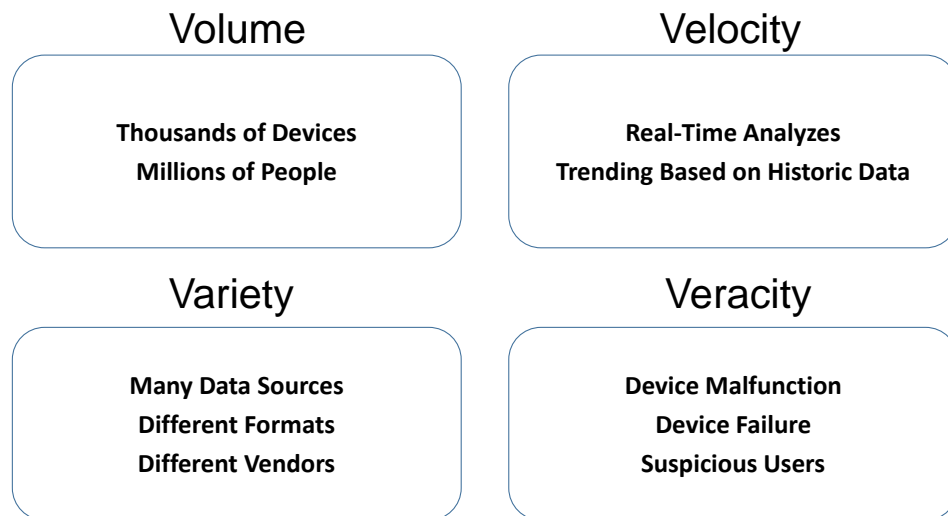 Volume
Thousands of Devices
Millions of People
Velocity
Real-Time Analyzes
Trending Based on Historic Data
Variety
Many Data Sources
Different Formats
Different Vendors
Veracity
Device Malfunction
Device Failure
Suspicious Users